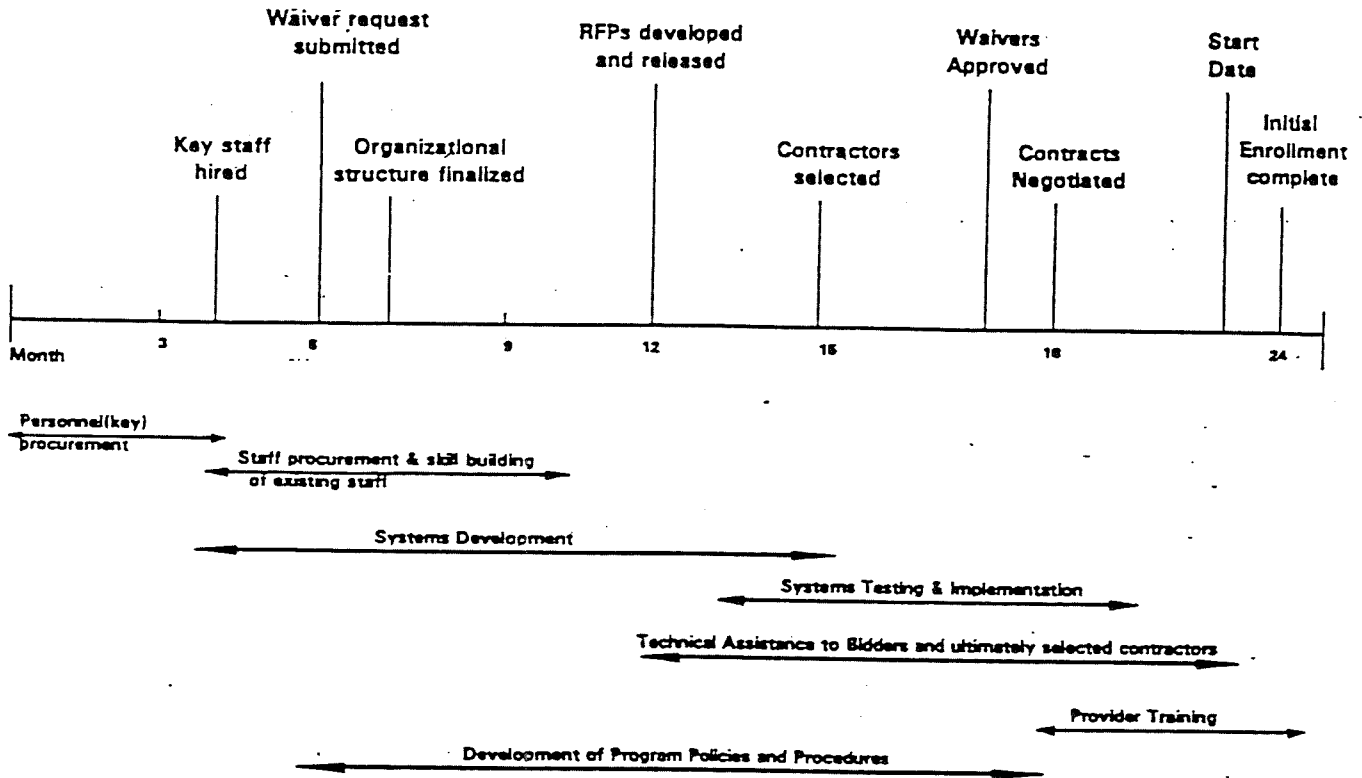 Waiver request
submitted
RFPs developed
and released
Waivers
Approved
Start
Date
Key staff
hired
Organizational
structure finalized
Contractors
selected
Contracts
Negotiated
Initial
Enrollment
complete
Month
3
6
9
12
15
18
24
Personnel(key)
procurement
Staff procurement & skill building
of existing staff
Systems Development
Systems Testing & Implementation
Technical Assistance to Bidders and ultimately selected contractors
Provider Training
Development of Program Policies and Procedures